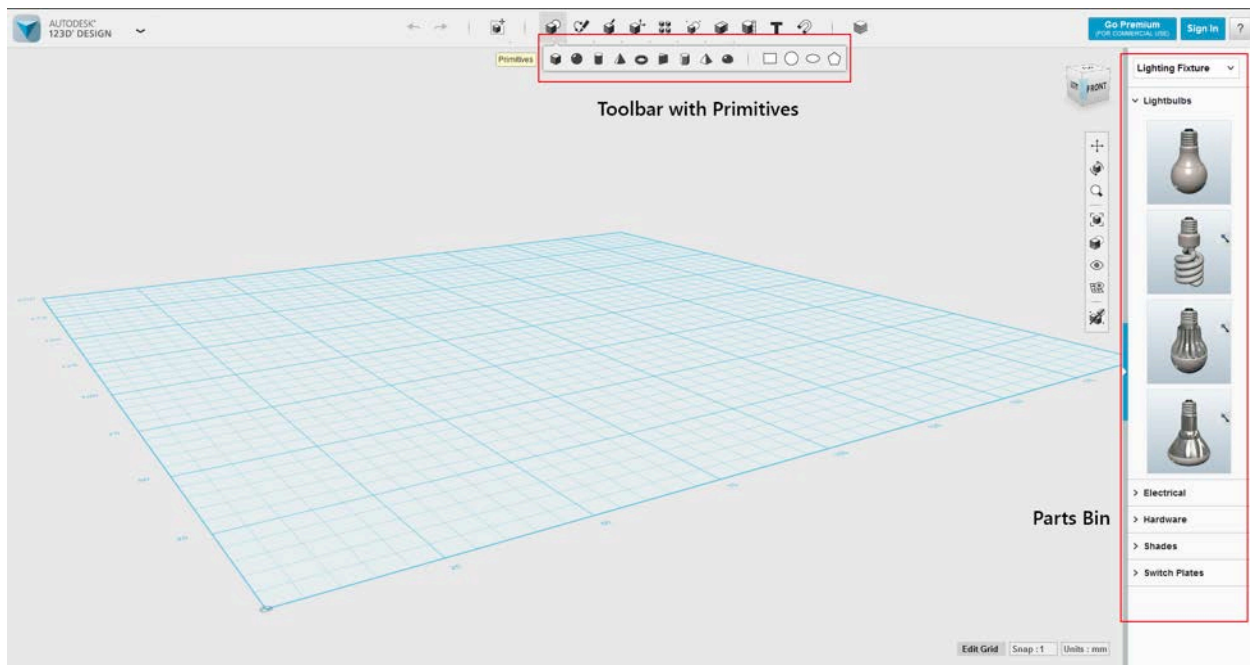 AUTODESK®
123D® DESIGN
T
Go Premium
(FOR COMMERCIAL USE)
Sign In
?
Primitives
Toolbar with Primitives
FRONT
Lighting Fixture
Lightbulbs
Electrical
Parts Bin
Hardware
Shades
Switch Plates
Edit Grid
Snap : 1
Units : mm